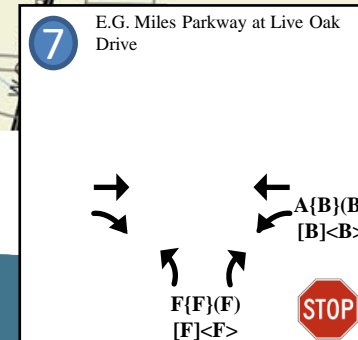 7
E.G. Miles Parkway at Live Oak
Drive
A{B}(B
[B]<B>
F{F}(F)
[F]<F>
STOP